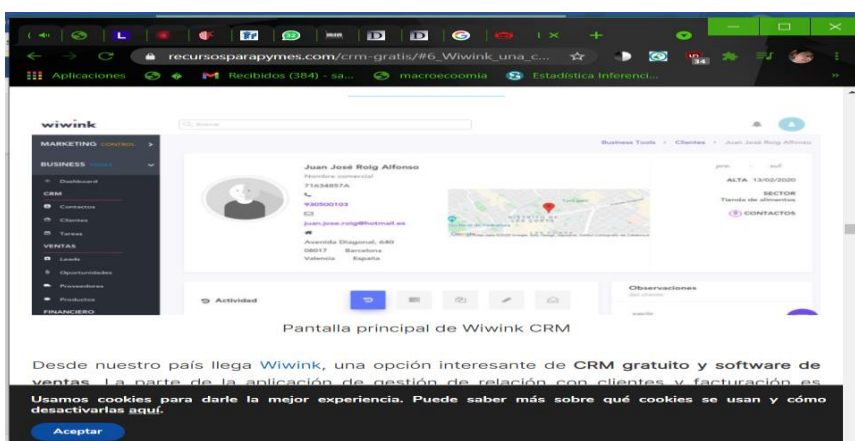 recursosparapymes.com/crm-gratis/#6_Wiwink_una_c...
Aplicaciones
Recibidos (384) - sa...
macroecoomia
Estadística Inferenci...
wiwink
Buscar
MARKETING CONTROL
BUSINESS TOOLS
Dashboard
CRM
Contactos
Clientes
Tareas
VENTAS
Leads
Oportunidades
Proveedores
Productos
FINANCIERO
Business Tools > Clientes > Juan José Roig Alfonso
Juan José Roig Alfonso
Nombre comercial
71634857A
930500103
juan.jose.roig@hotmail.es
Avenida Diagonal, 640
08017 Barcelona
Valencia España
ALTA 13/02/2020
SECTOR
Tienda de alimentos
CONTACTOS
Actividad
Observaciones
Pantalla principal de Wiwink CRM
Desde nuestro país llega Wiwink, una opción interesante de CRM gratuito y software de
ventas. La parte de la aplicación de gestión de relación con clientes y facturación es
Usamos cookies para darle la mejor experiencia. Puede saber más sobre qué cookies se usan y cómo
desactivarlas aquí.
Aceptar